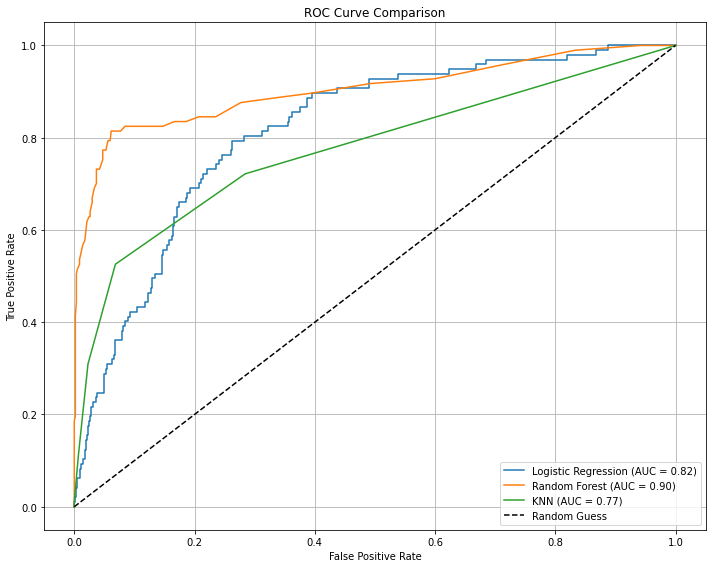 ROC Curve Comparison
1.0
0.8
0.6
0.4
0.2
0.0
True Positive Rate
0.0 0.2 0.4 0.6 0.8 1.0
False Positive Rate
Logistic Regression (AUC = 0.82)
Random Forest (AUC = 0.90)
KNN (AUC = 0.77)
Random Guess